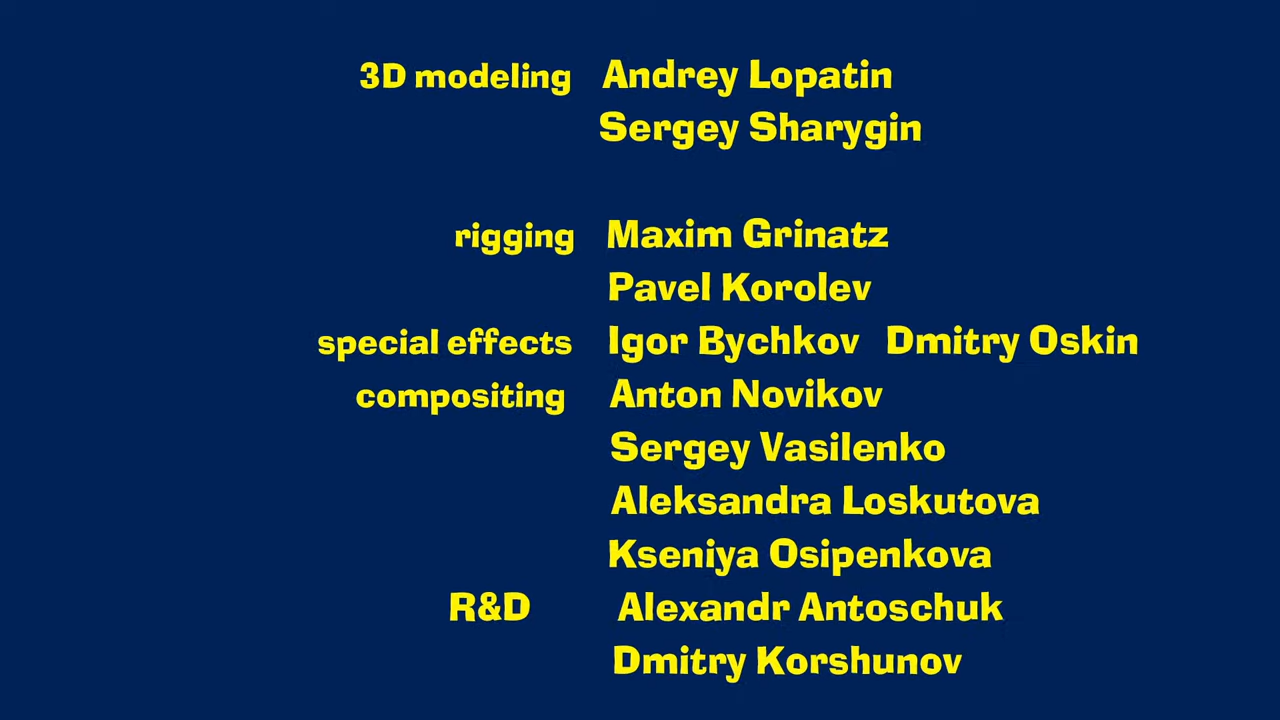 3D modeling Andrey Lopatin
Sergey Sharygin
rigging Maxim Grinatz
Pavel Korolev
special effects Igor Bychkov Dmitry Oskin
compositing Anton Novikov
Sergey Vasilenko
Aleksandra Loskutova
Kseniya Osipenkova
R&D Alexandr Antoschuk
Dmitry Korshunov